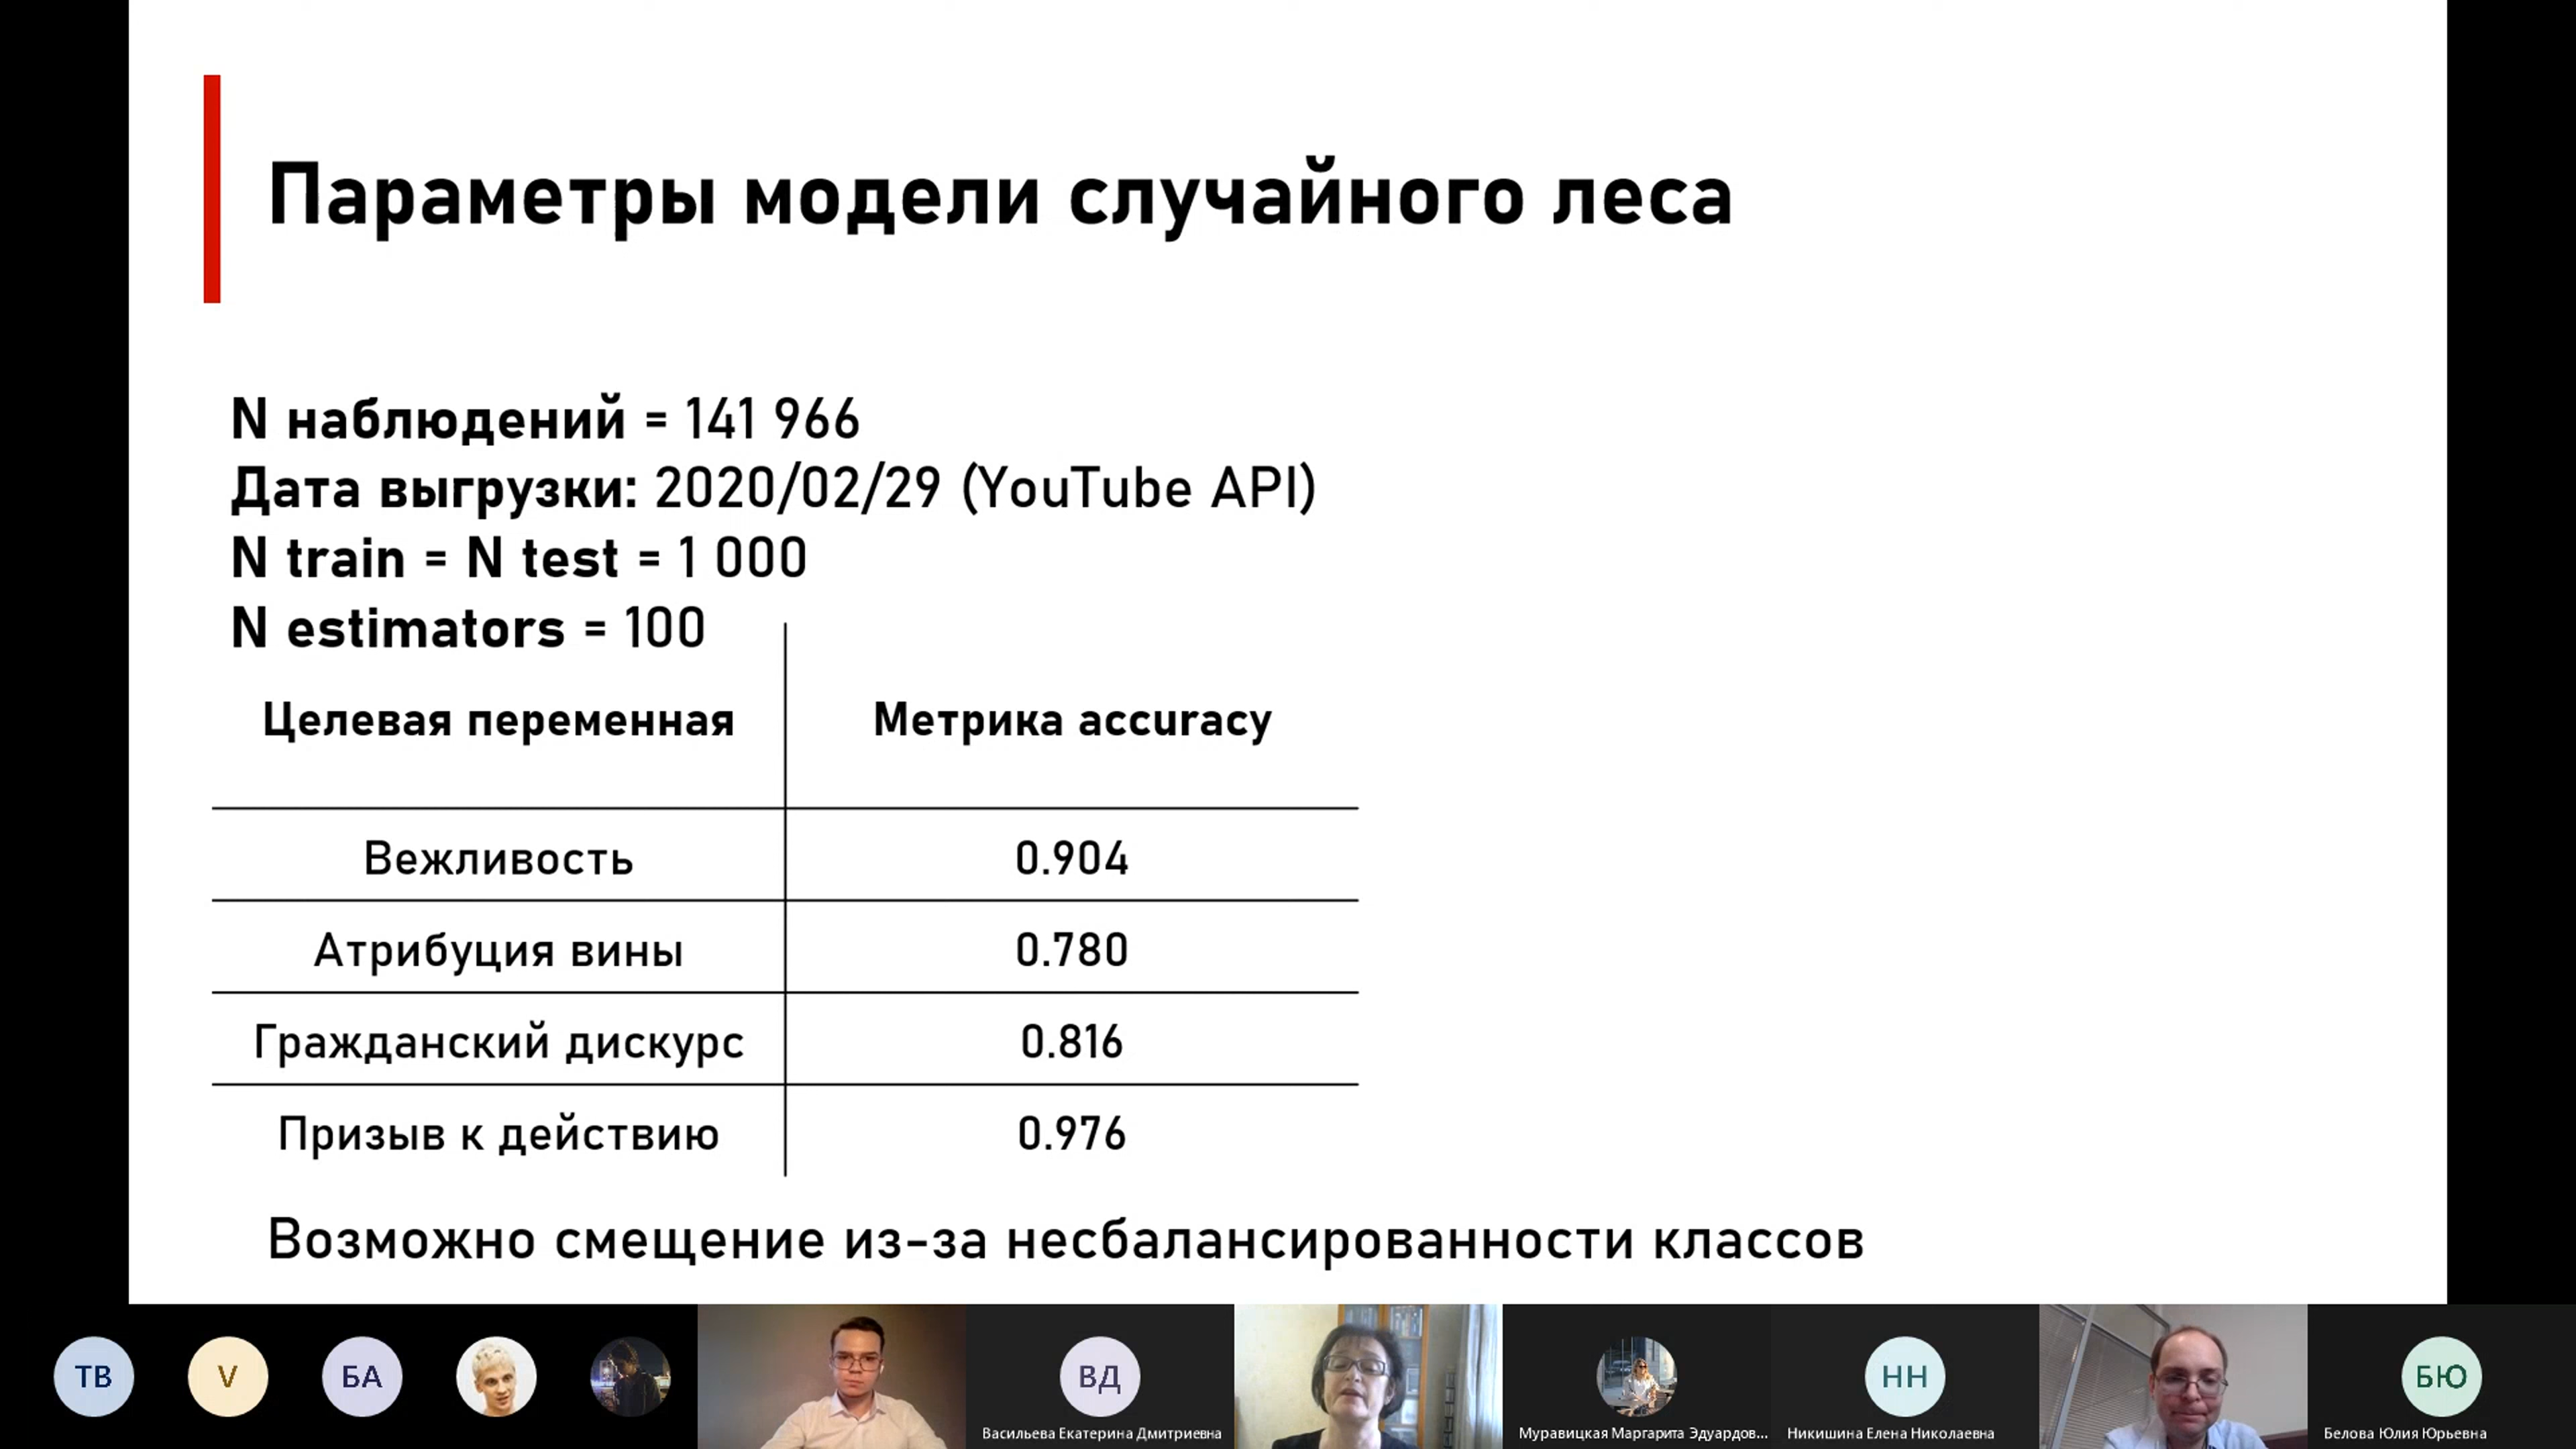 Параметры модели случайного леса
N наблюдений = 141 966
Дата выгрузки: 2020/02/29 (YouTube API)
N train = N test = 1 000
N estimators = 100
Целевая переменная Метрика accuracy
Вежливость 0.904
Атрибуция вины 0.780
Гражданский дискурс 0.816
Призыв к действию 0.976
Возможно смещение из-за несбалансированности классов
ТВ V БА ВД НН БЮ
Васильева Екатерина Дмитриевна Муравицкая Маргарита Эдуардов... Никишина Елена Николаевна Белова Юлия Юрьевна